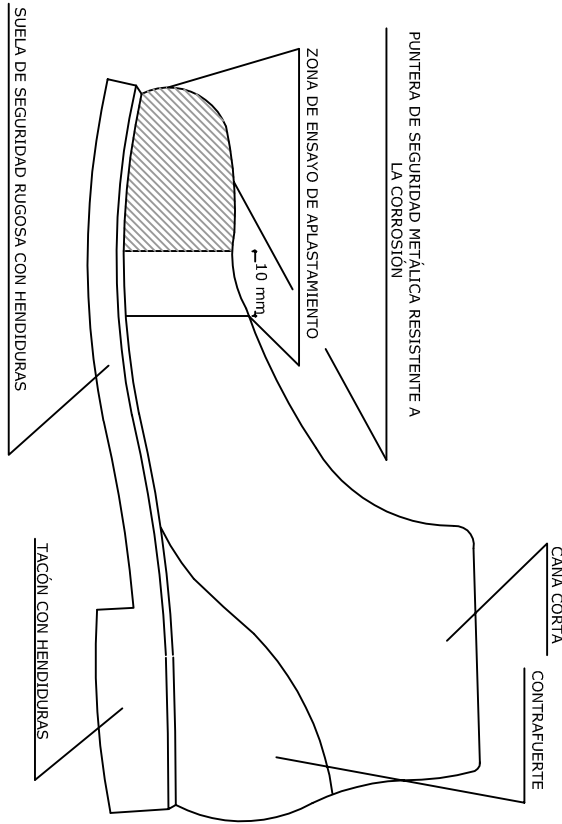 PUNTERA DE SEGURIDAD METÁLICA RESISTENTE A
LA CORROSIÓN
ZONA DE ENSAYO DE APLASTAMIENTO
10 mm
SUELA DE SEGURIDAD RUGOSA CON HENDIDURAS
CANA CORTA
CONTRAFUERTE
TACÓN CON HENDIDURAS